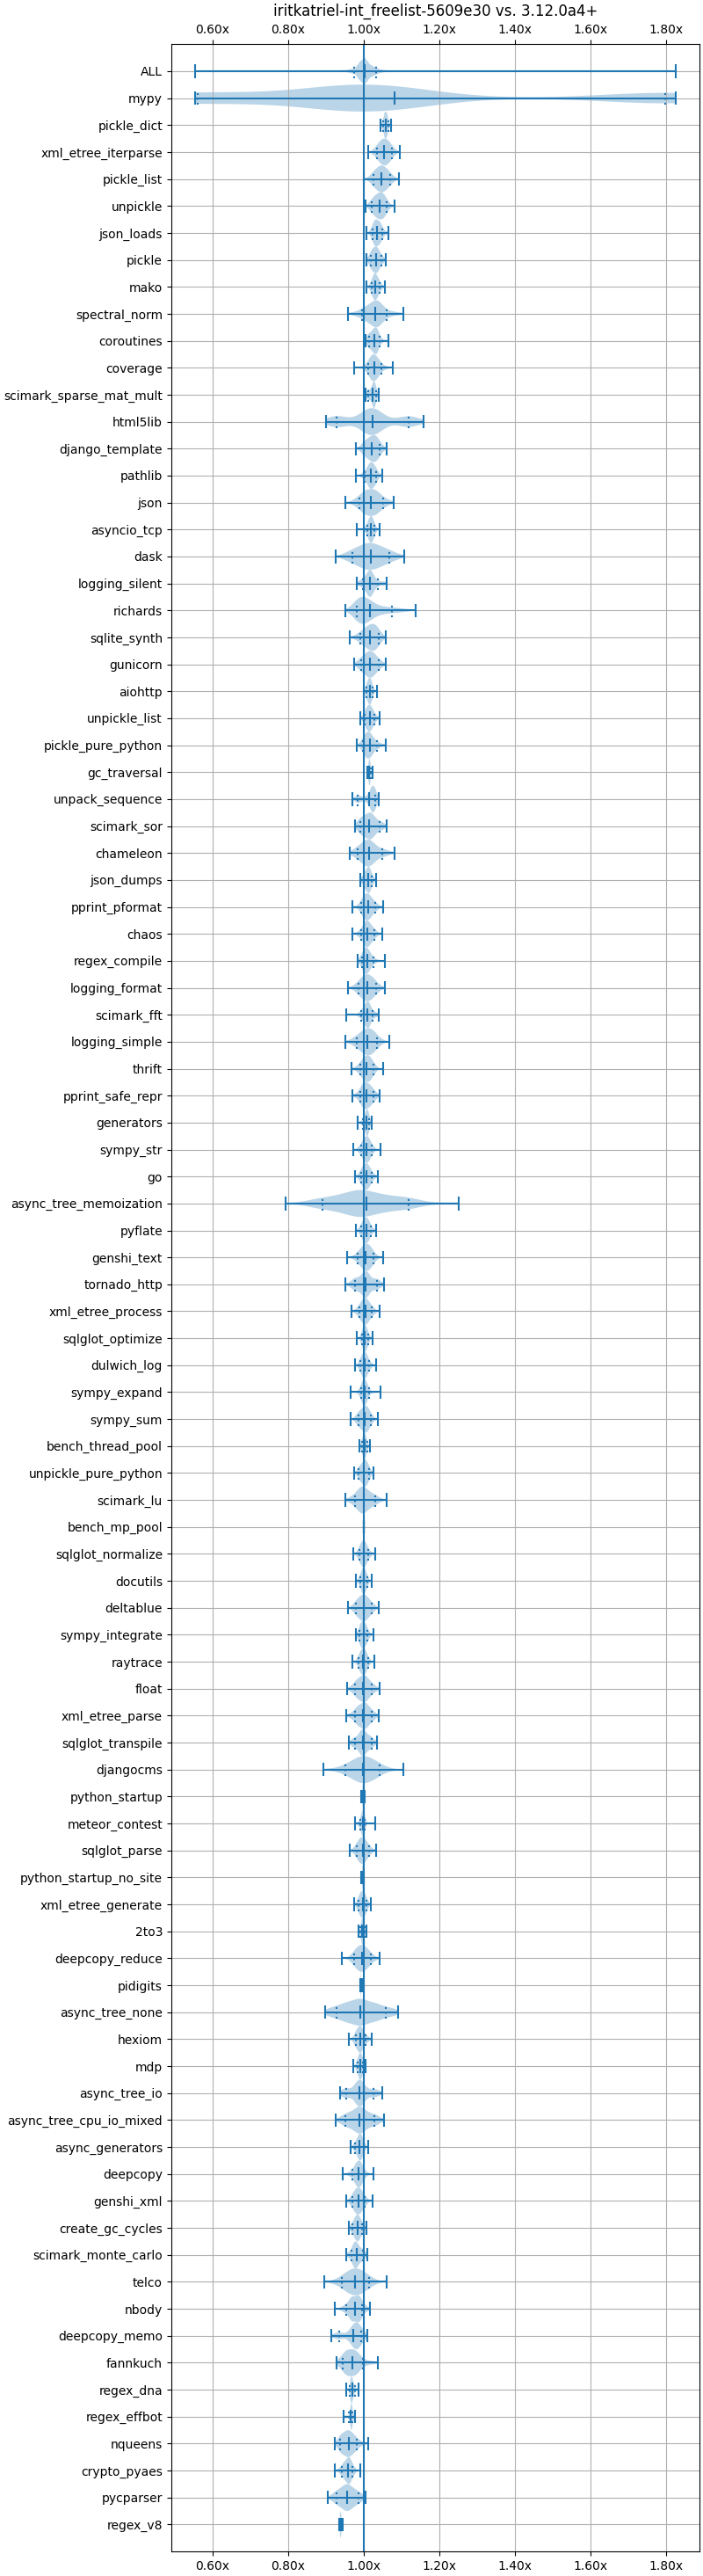 iritkatriel-int_freelist-5609e30 vs. 3.12.0a4+
0.60x 0.80x 1.00x 1.20x 1.40x 1.60x 1.80x
ALL
mypy
pickle_dict
xml_etree_iterparse
pickle_list
unpickle
json_loads
pickle
mako
spectral_norm
coroutines
coverage
scimark_sparse_mat_mult
html5lib
django_template
pathlib
json
asyncio_tcp
dask
logging_silent
richards
sqlite_synth
gunicorn
aiohttp
unpickle_list
pickle_pure_python
gc_traversal
unpack_sequence
scimark_sor
chameleon
json_dumps
pprint_pformat
chaos
regex_compile
logging_format
scimark_fft
logging_simple
thrift
pprint_safe_repr
generators
sympy_str
go
async_tree_memoization
pyflate
genshi_text
tornado_http
xml_etree_process
sqlglot_optimize
dulwich_log
sympy_expand
sympy_sum
bench_thread_pool
unpickle_pure_python
scimark_lu
bench_mp_pool
sqlglot_normalize
docutils
deltablue
sympy_integrate
raytrace
float
xml_etree_parse
sqlglot_transpile
djangocms
python_startup
meteor_contest
sqlglot_parse
python_startup_no_site
xml_etree_generate
2to3
deepcopy_reduce
pidigits
async_tree_none
hexiom
mdp
async_tree_io
async_tree_cpu_io_mixed
async_generators
deepcopy
genshi_xml
create_gc_cycles
scimark_monte_carlo
telco
nbody
deepcopy_memo
fannkuch
regex_dna
regex_effbot
nqueens
crypto_pyaes
pycparser
regex_v8
0.60x 0.80x 1.00x 1.20x 1.40x 1.60x 1.80x